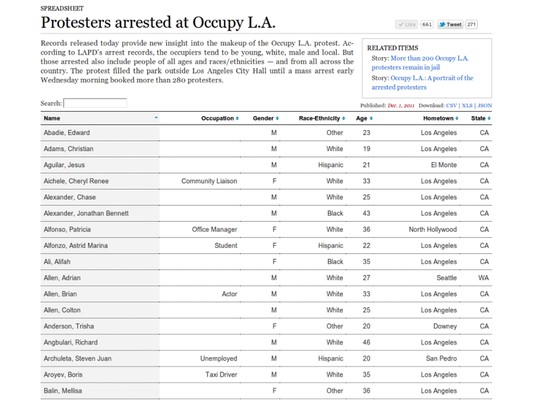 SPREADSHEET
Protesters arrested at Occupy L.A.
Like 661 Tweet 271
Records released today provide new insight into the makeup of the Occupy L.A. protest. Ac-
cording to LAPD's arrest records, the occupiers tend to be young, white, male and local. But
those arrested also include people of all ages and races/ethnicities — and from all across the
country. The protest filled the park outside Los Angeles City Hall until a mass arrest early
Wednesday morning booked more than 280 protesters.
RELATED ITEMS
Story: More than 200 Occupy L.A.
protesters remain in jail
Story: Occupy L.A.: A portrait of the
arrested protesters
Search:
Published: Dec. 1, 2011 Download: CSV | XLS | JSON
Name Occupation Gender Race-Ethnicity Age Hometown State
Abadie, Edward M Other 23 Los Angeles CA
Adams, Christian M White 19 Los Angeles CA
Aguilar, Jesus M Hispanic 21 El Monte CA
Aichele, Cheryl Renee Community Liaison F White 33 Los Angeles CA
Alexander, Chase M White 25 Los Angeles CA
Alexander, Jonathan Bennett M Black 43 Los Angeles CA
Alfonso, Patricia Office Manager F White 36 North Hollywood CA
Alfonzo, Astrid Marina Student F Hispanic 22 Los Angeles CA
Ali, Alifah F Black 35 Los Angeles CA
Allen, Adrian M White 27 Seattle WA
Allen, Brian Actor M White 33 Los Angeles CA
Allen, Colton M White 25 Los Angeles CA
Anderson, Trisha F Other 20 Downey CA
Angbulari, Richard M White 46 Los Angeles CA
Archuleta, Steven Juan Unemployed M Hispanic 20 San Pedro CA
Aroyev, Boris Taxi Driver M White 35 Los Angeles CA
Balin, Mellisa F Other 36 Los Angeles CA